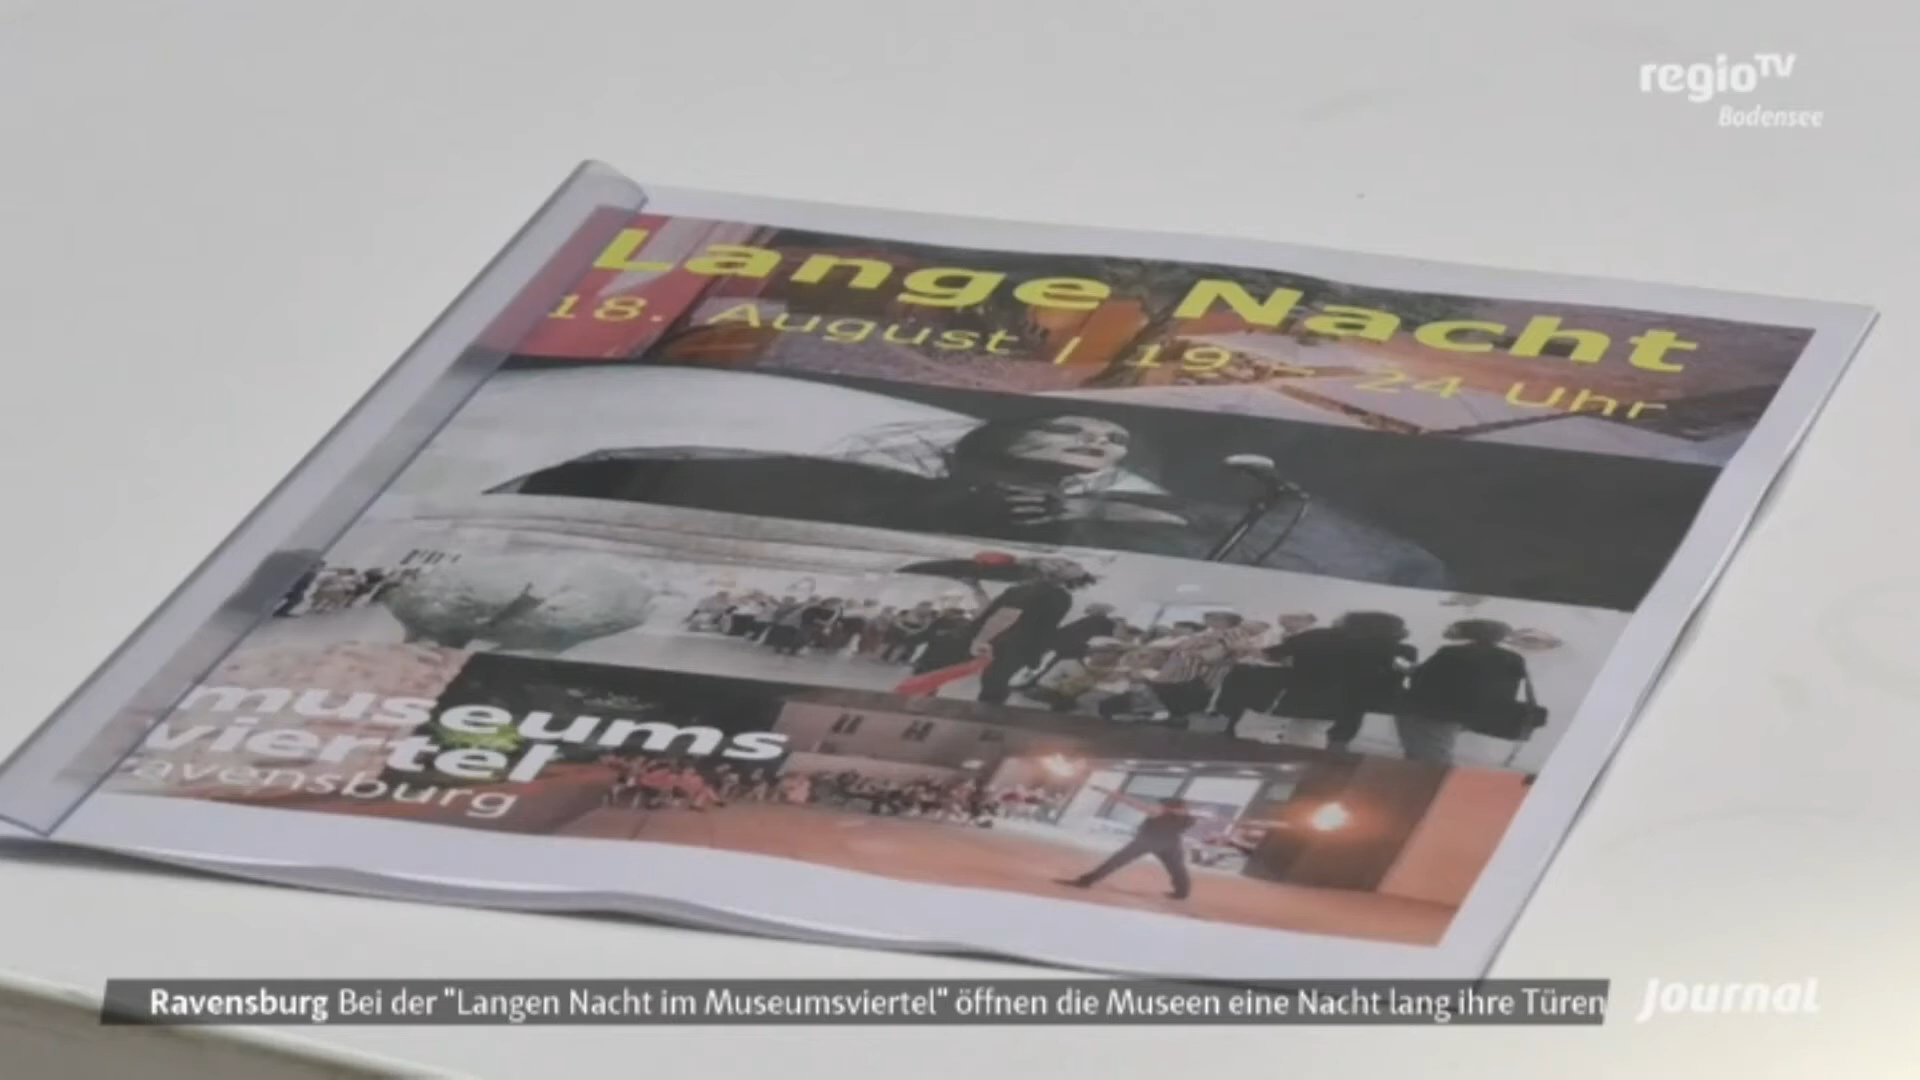 regioTV
Bodensee
Lange Nacht
18. August | 19 – 24 Uhr
museums
viertel
ravensburg
Ravensburg Bei der "Langen Nacht im Museumsviertel" öffnen die Museen eine Nacht lang ihre Türen
Journal